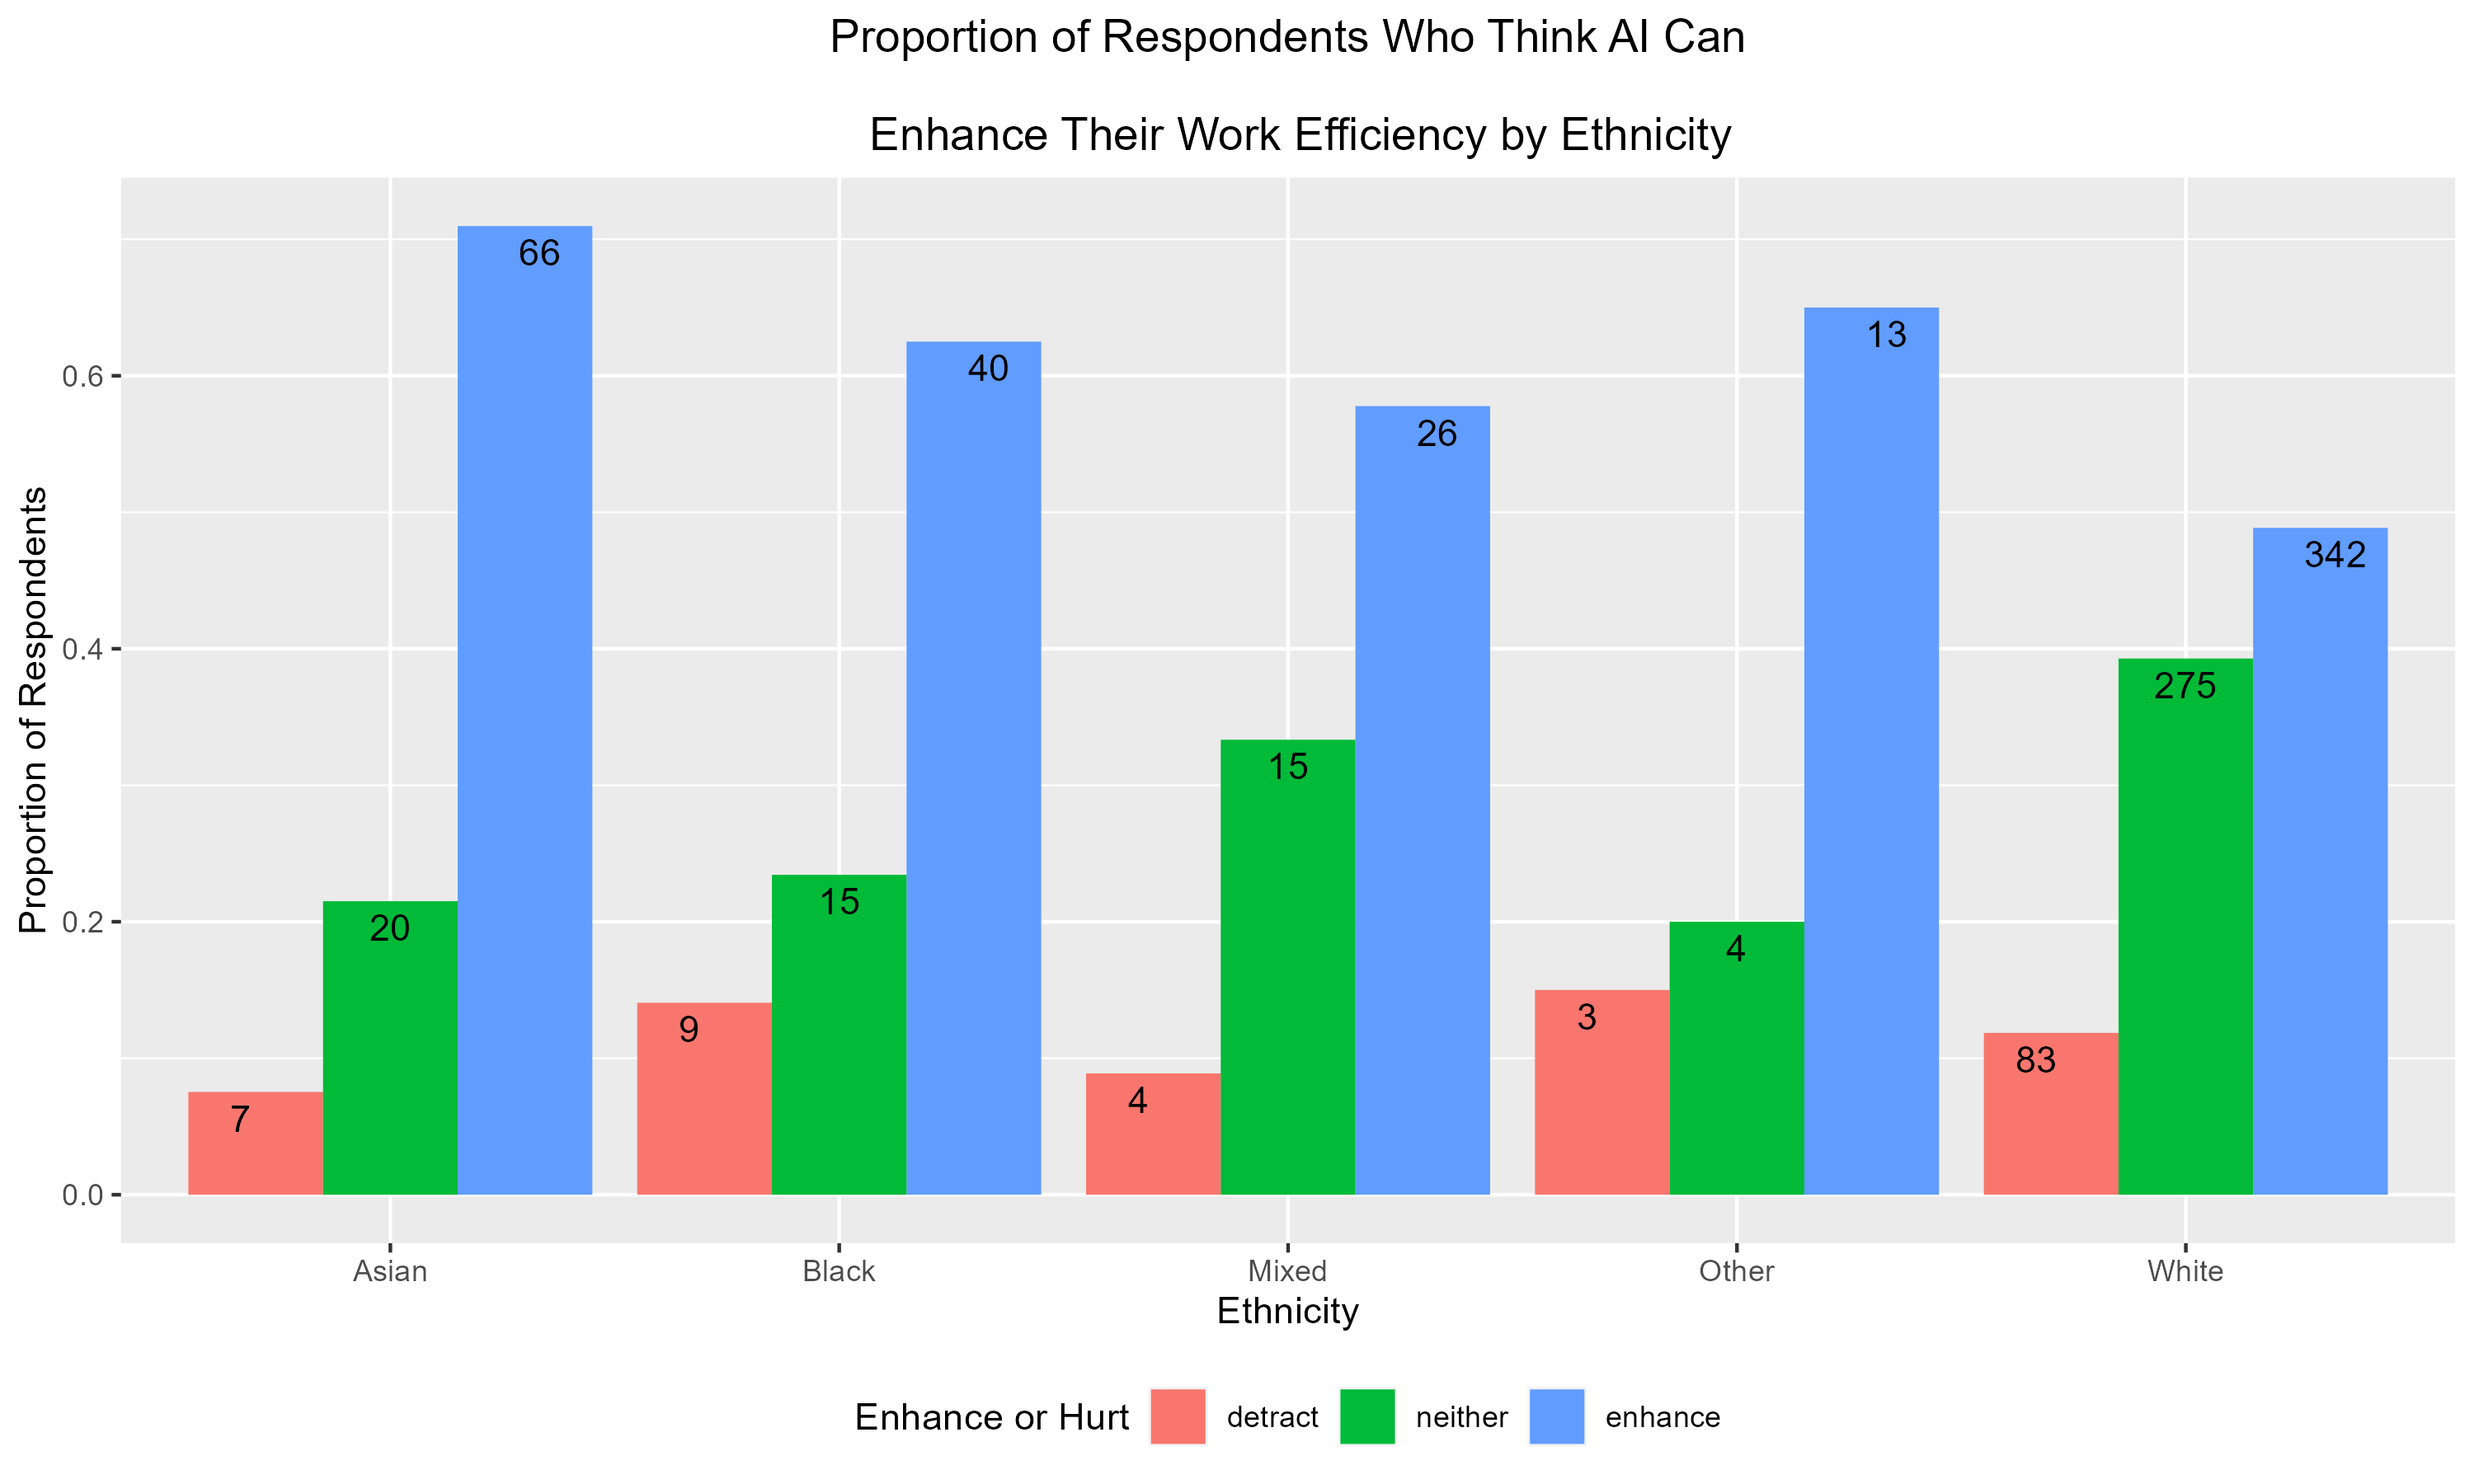 Proportion of Respondents Who Think AI Can
Enhance Their Work Efficiency by Ethnicity
Proportion of Respondents
0.6
0.4
0.2
0.0
7
20
66
9
15
40
4
15
26
3
4
13
83
275
342
Asian
Black
Mixed
Other
White
Ethnicity
Enhance or Hurt
detract
neither
enhance